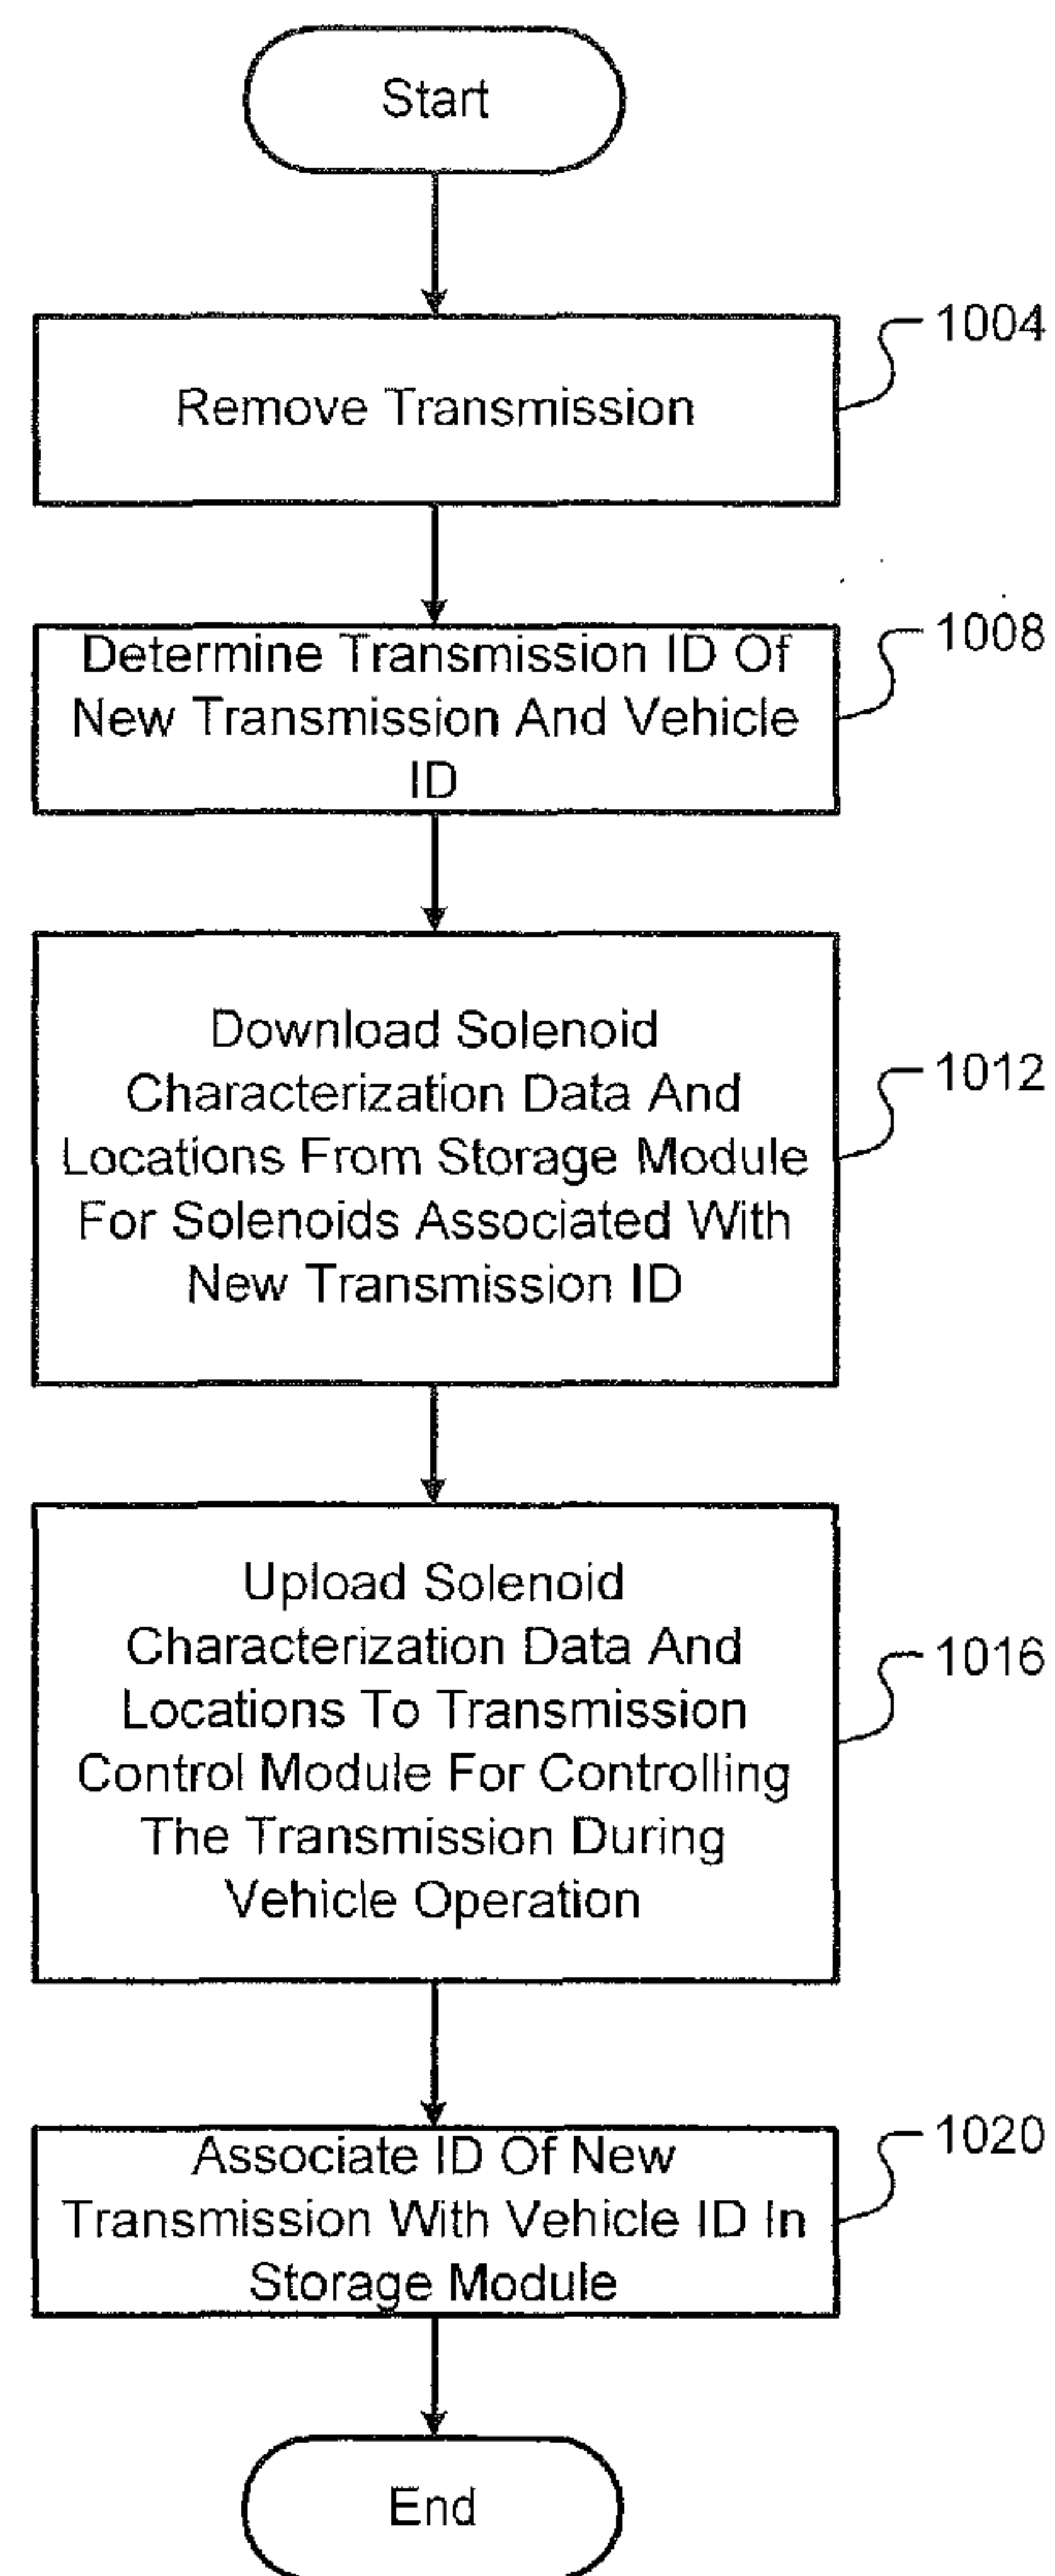 Start
1004
Remove Transmission
1008
Determine Transmission ID Of
New Transmission And Vehicle
ID
1012
Download Solenoid
Characterization Data And
Locations From Storage Module
For Solenoids Associated With
New Transmission ID
1016
Upload Solenoid
Characterization Data And
Locations To Transmission
Control Module For Controlling
The Transmission During
Vehicle Operation
1020
Associate ID Of New
Transmission With Vehicle ID In
Storage Module
End